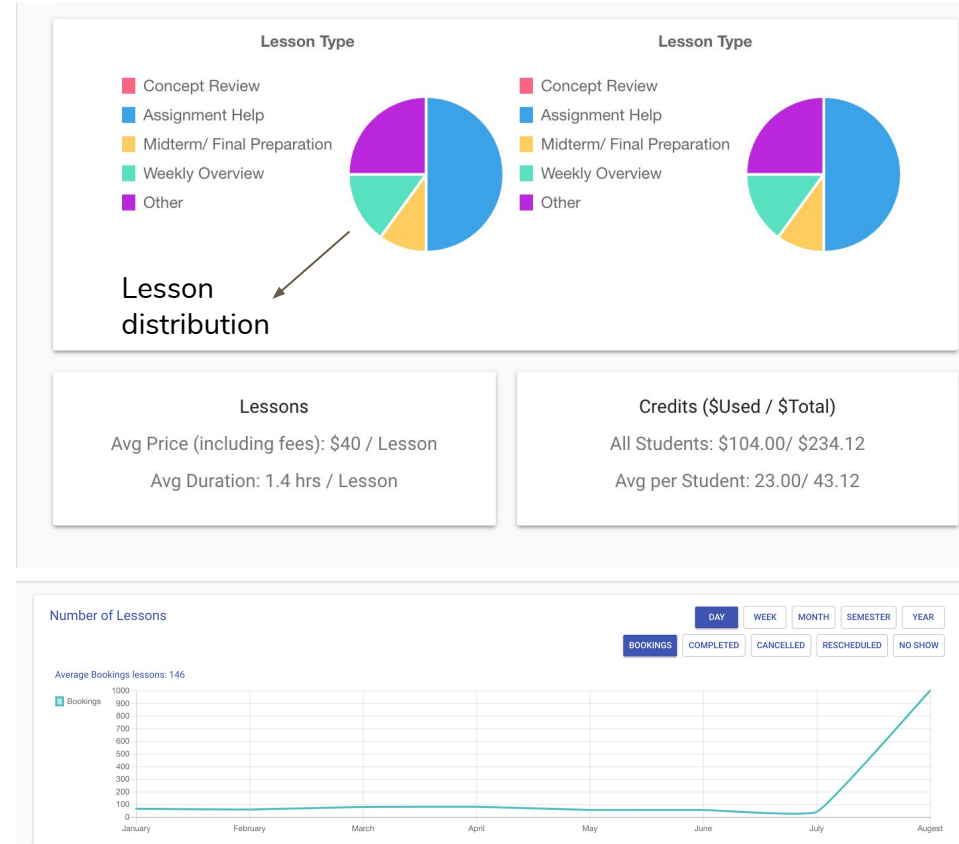 Lesson Type
Concept Review
Assignment Help
Midterm/ Final Preparation
Weekly Overview
Other
Lesson Type
Concept Review
Assignment Help
Midterm/ Final Preparation
Weekly Overview
Other
Lesson
distribution
Lessons
Avg Price (including fees): $40 / Lesson
Avg Duration: 1.4 hrs / Lesson
Credits ($Used / $Total)
All Students: $104.00/ $234.12
Avg per Student: 23.00/ 43.12
Number of Lessons
DAY WEEK MONTH SEMESTER YEAR
BOOKINGS COMPLETED CANCELLED RESCHEDULED NO SHOW
Average Bookings lessons: 146
Bookings
1000
900
800
700
600
500
400
300
200
100
0
January February March April May June July Augest